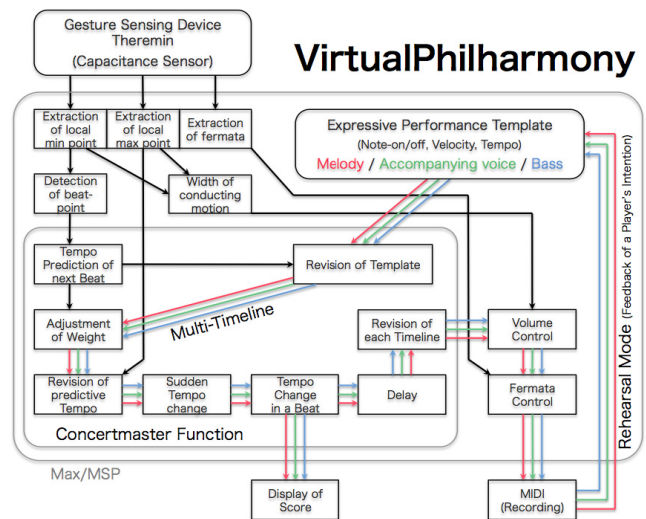 Gesture Sensing Device
Theremin
(Capacitance Sensor)
VirtualPhilharmony
Extraction
of local
min point
Extraction
of local
max point
Extraction
of fermata
Expressive Performance Template
(Note-on/off, Velocity, Tempo)
Melody / Accompanying voice / Bass
Detection
of beat-
point
Width of
conducting
motion
Tempo
Prediction of
next Beat
Revision of Template
Multi-Timeline
Adjustment
of Weight
Revision of
each Timeline
Volume
Control
Revision of
predictive
Tempo
Sudden
Tempo
change
Tempo
Change
in a Beat
Delay
Fermata
Control
Concertmaster Function
Max/MSP
Display of
Score
MIDI
(Recording)
Rehearsal Mode (Feedback of a Player's Intention)